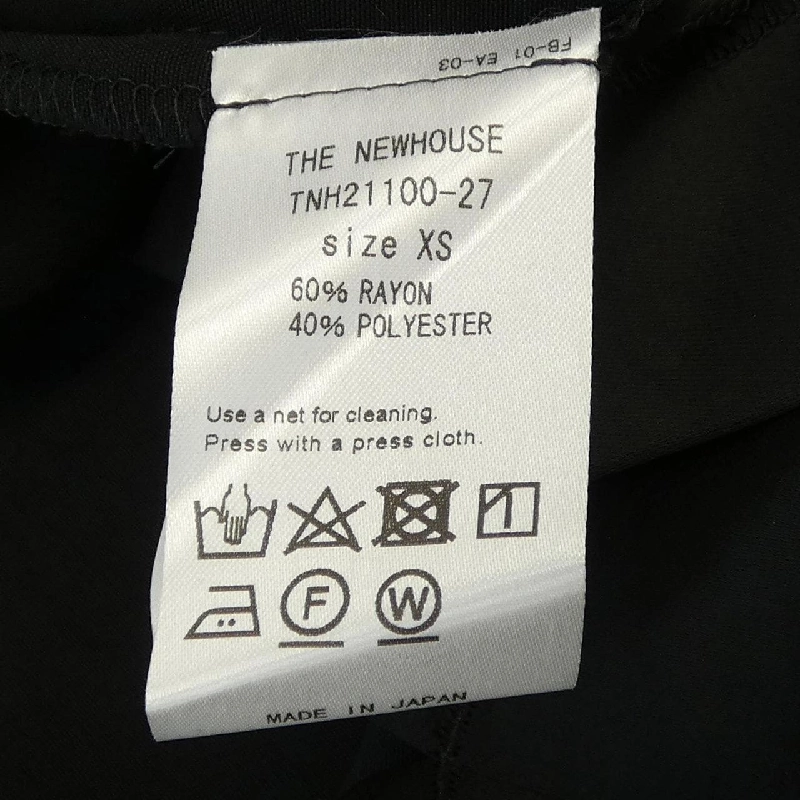 FB-01 EA-03
THE NEWHOUSE
TNH21100-27
size XS
60% RAYON
40% POLYESTER
Use a net for cleaning.
Press with a press cloth.
F W
MADE IN JAPAN